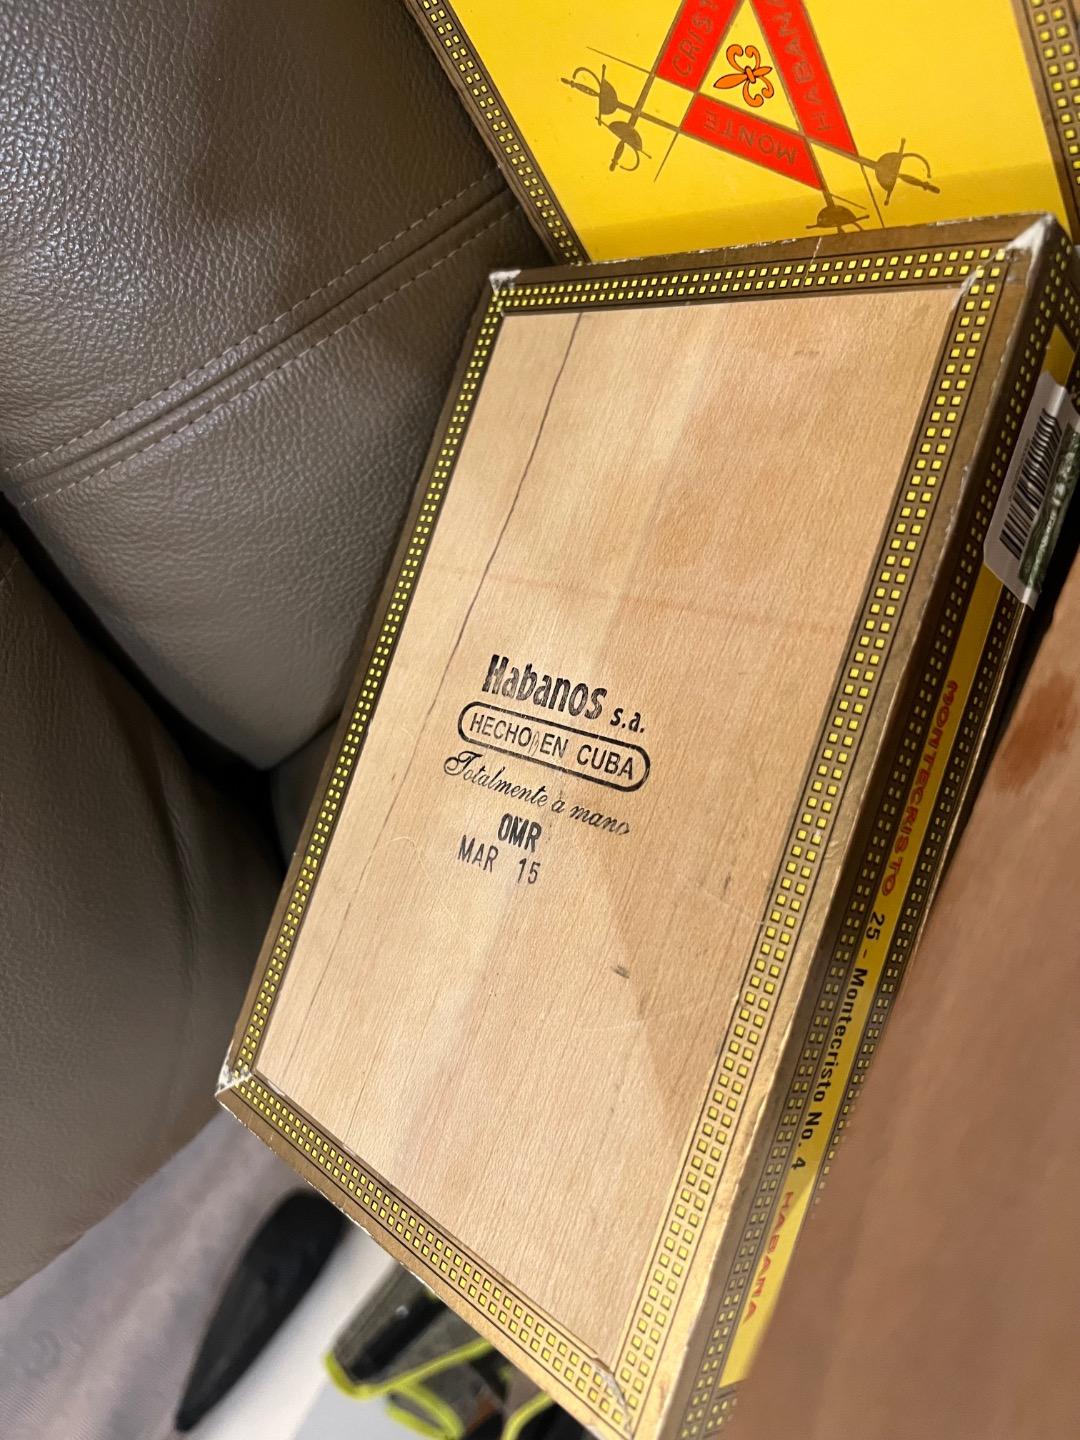 CRISTO
HABANA
MONTE
Habanos s.a.
HECHO EN CUBA
Totalmente a mano
OMR
MAR 15
MONTECRISTO 25 - Montecristo No. 4 HABANA